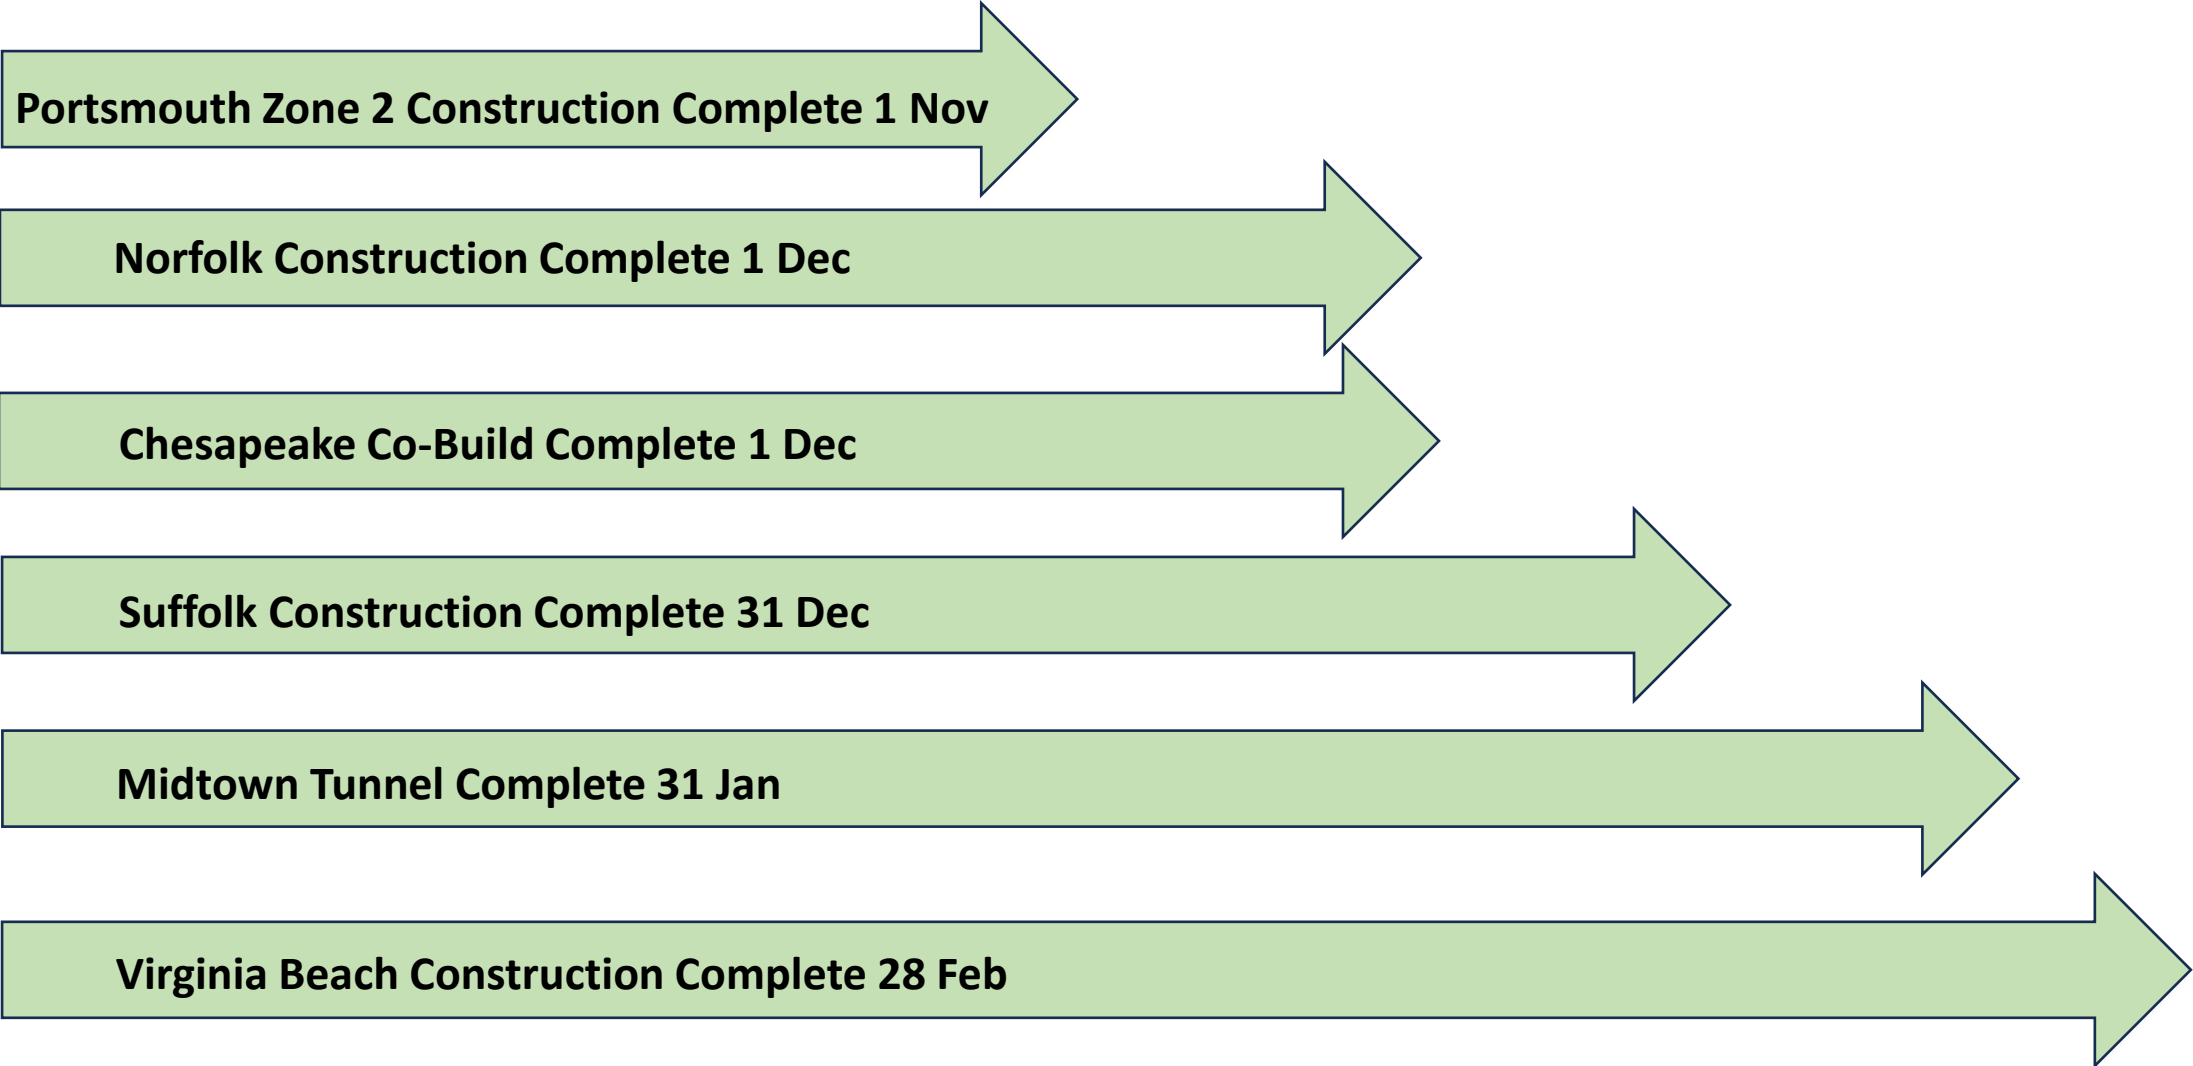 Portsmouth Zone 2 Construction Complete 1 Nov
Norfolk Construction Complete 1 Dec
Chesapeake Co-Build Complete 1 Dec
Suffolk Construction Complete 31 Dec
Midtown Tunnel Complete 31 Jan
Virginia Beach Construction Complete 28 Feb